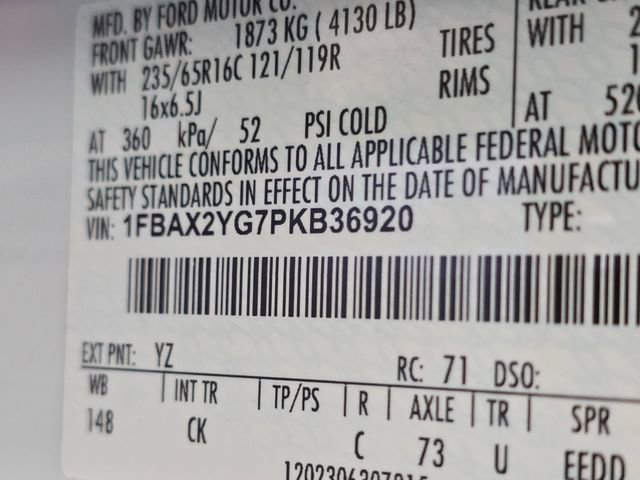 MFD. BY FORD MOTOR CO.
FRONT GAWR: 1873 KG ( 4130 LB)
WITH 235/65R16C 121/119R TIRES WITH
16x6.5J RIMS
AT 360 kPa/ 52 PSI COLD AT 520
THIS VEHICLE CONFORMS TO ALL APPLICABLE FEDERAL MOTO
SAFETY STANDARDS IN EFFECT ON THE DATE OF MANUFACTU
VIN: 1FBAX2YG7PKB36920 TYPE:
EXT PNT: YZ RC: 71 DSO:
WB INT TR TP/PS R AXLE TR SPR
148 CK C 73 U EEDD